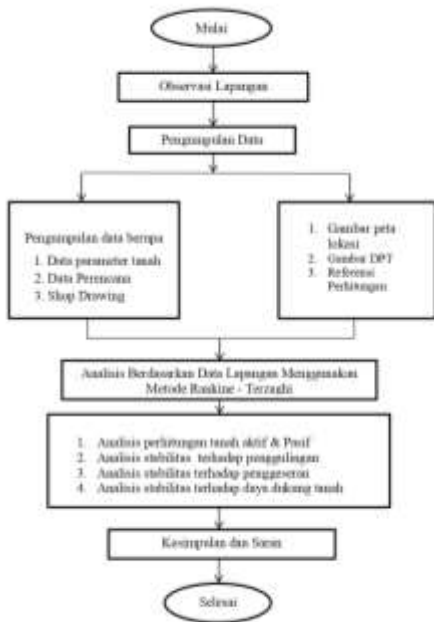 Mulai
Observasi Lapangan
Pengumpulan Data
Pengumpulan data berupa
1. Data parameter tanah
2. Data Perencana
3. Shop Drawing
1. Gambar peta
lokasi
2. Gambar DPT
3. Referensi
Perhitungan
Analisis Berdasarkan Data Lapangan Menggunakan
Metode Rankine - Terzaghi
1. Analisis perhitungan tanah aktif & Pasif
2. Analisis stabilitas terhadap penggulingan
3. Analisis stabilitas terhadap penggeseran
4. Analisis stabilitas terhadap daya dukung tanah
Kesimpulan dan Saran
Selesai